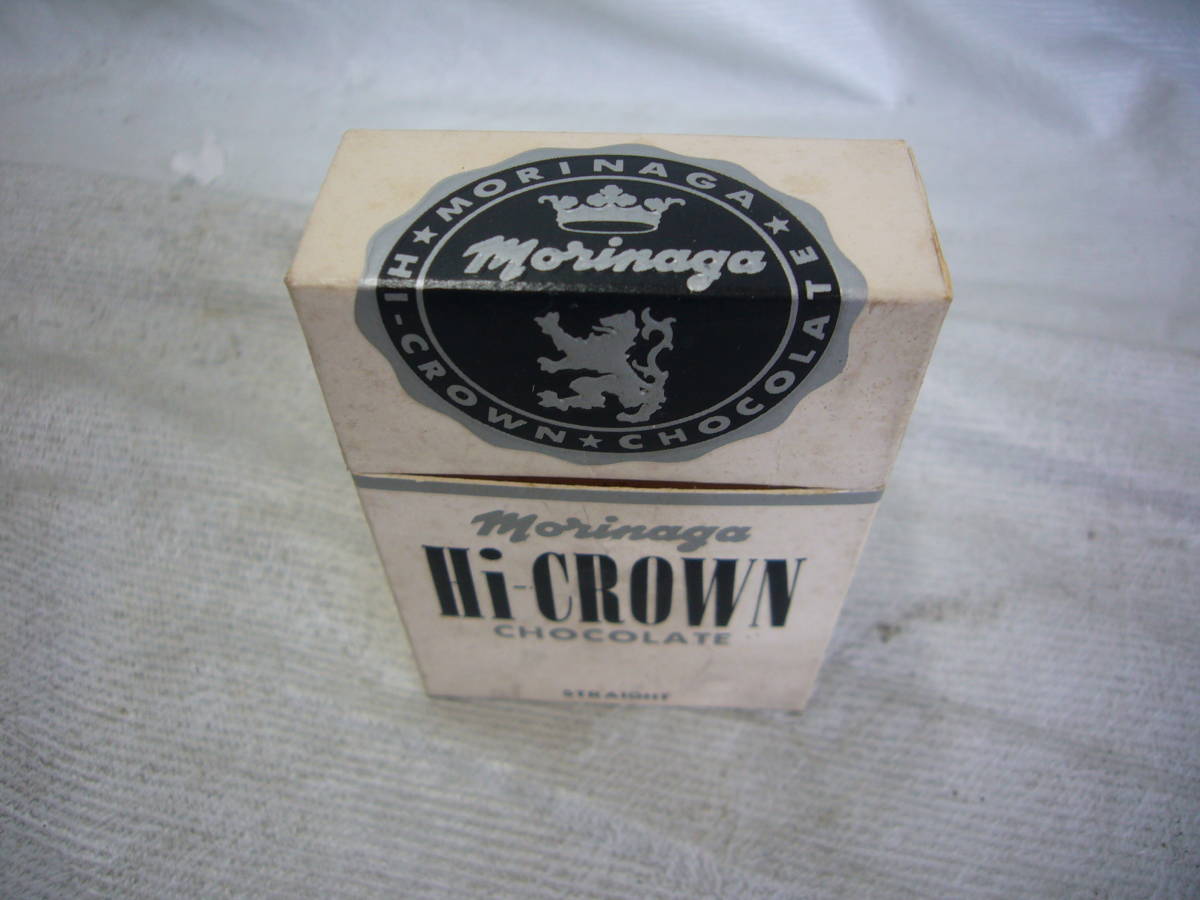 ★ MORINAGA ★
HI-CROWN ★ CHOCOLATE
Morinaga
Morinaga
Hi-CROWN
CHOCOLATE
STRAIGHT